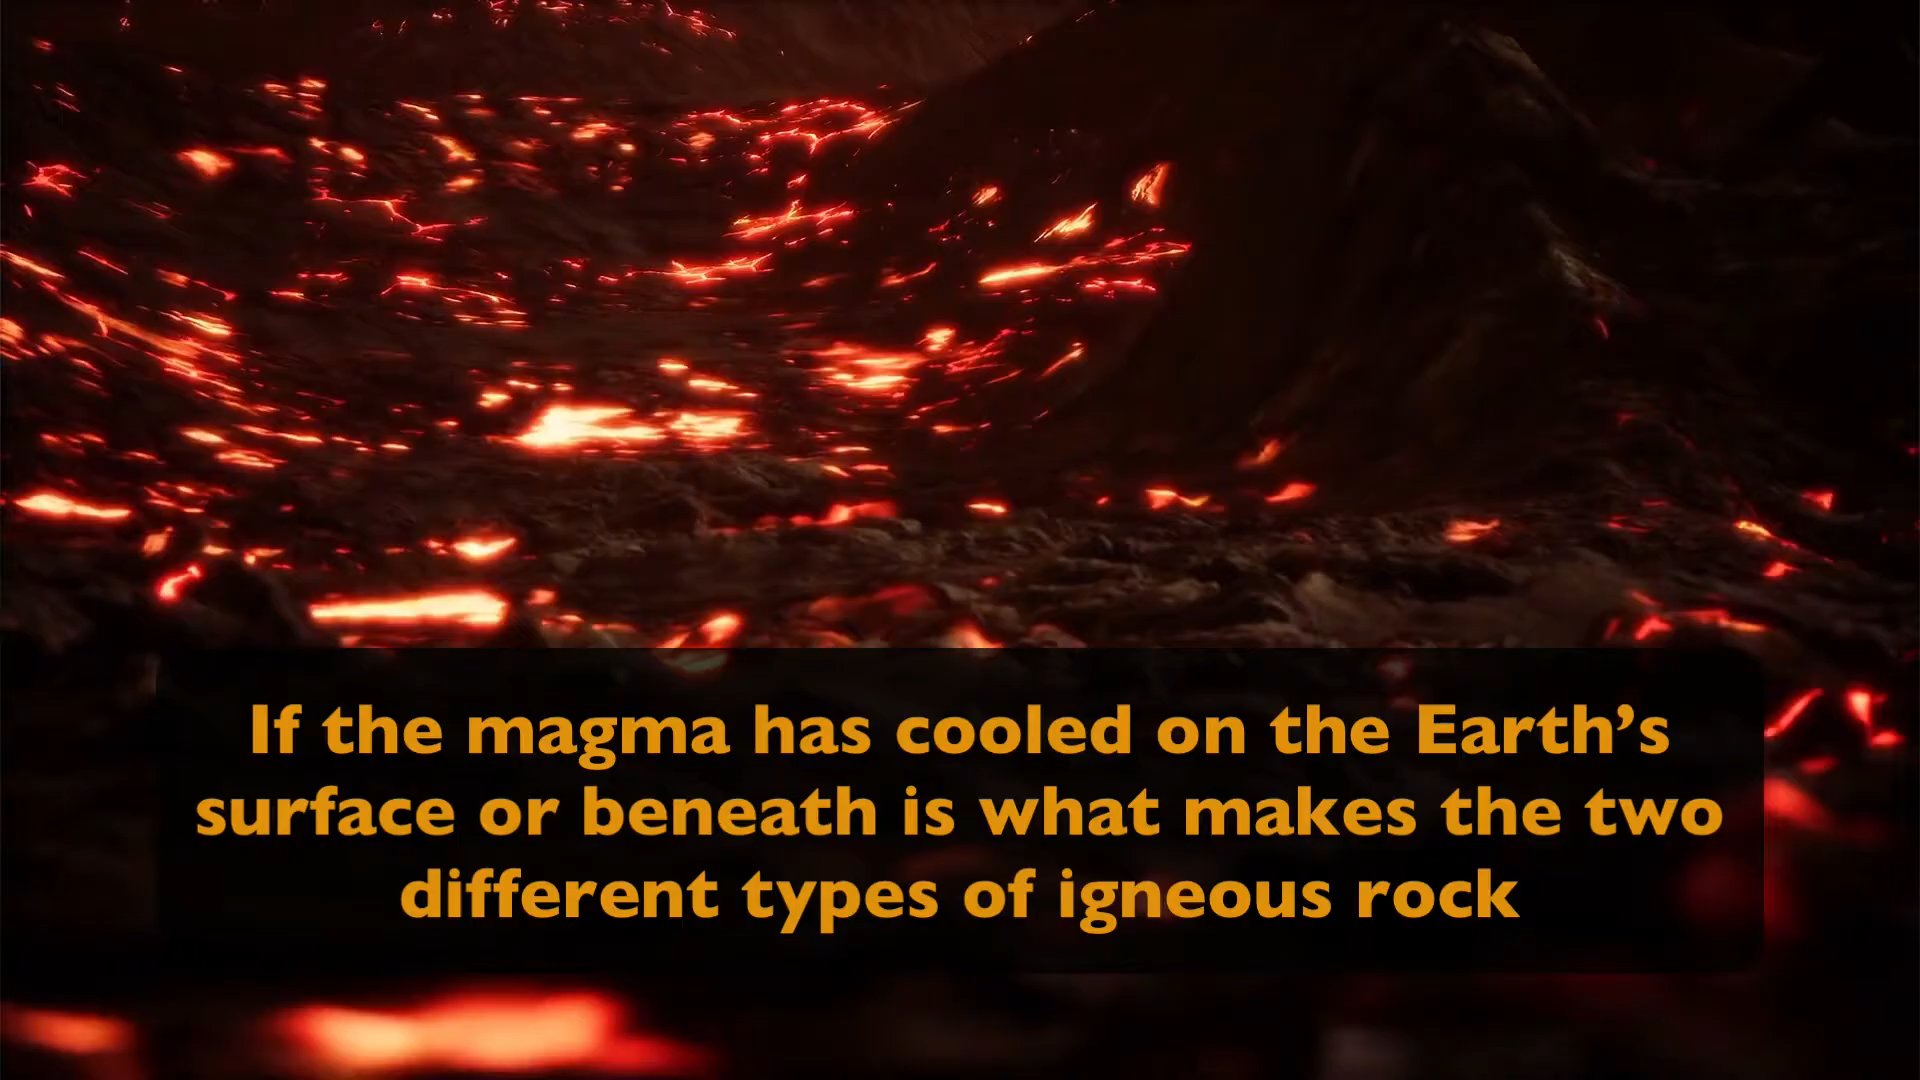 If the magma has cooled on the Earth’s
surface or beneath is what makes the two
different types of igneous rock